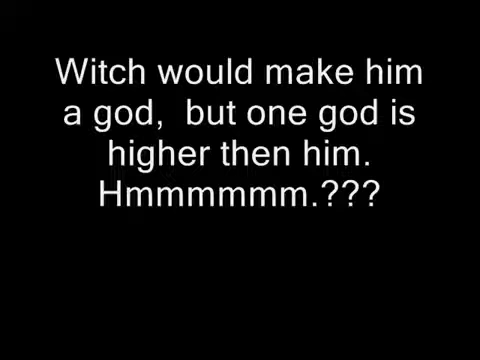 Witch would make him
a god,  but one god is
higher then him.
Hmmmmmm.???